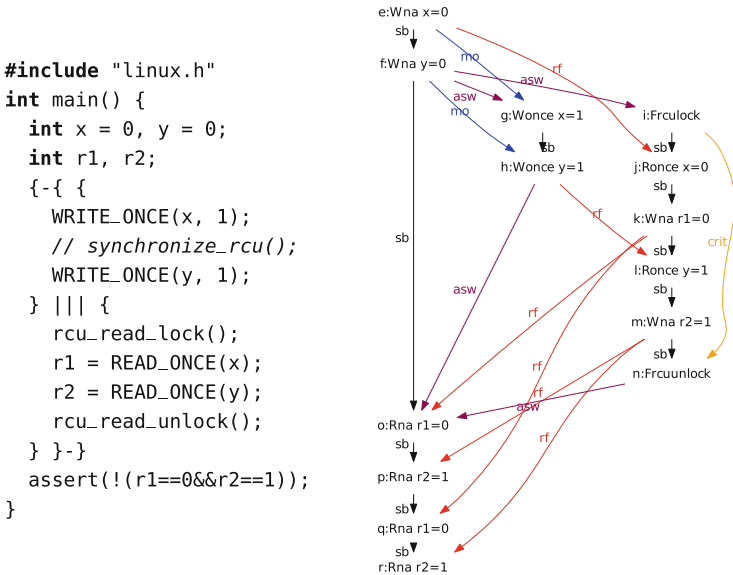 #include "linux.h"
int main() {
int x = 0, y = 0;
int r1, r2;
{-{ {
WRITE_ONCE(x, 1);
// synchronize_rcu();
WRITE_ONCE(y, 1);
} ||| {
rcu_read_lock();
r1 = READ_ONCE(x);
r2 = READ_ONCE(y);
rcu_read_unlock();
} }-}
assert(!(r1==0&&r2==1));
}
e:Wna x=0
sb
mo
rf
f:Wna y=0
asw
asw
mo
g:Wonce x=1
i:Frculock
sb
sb
h:Wonce y=1
j:Ronce x=0
sb
rf
k:Wna r1=0
sb
sb
crit
l:Ronce y=1
asw
sb
rf
m:Wna r2=1
sb
rf
n:Frcuunlock
rf
asw
o:Rna r1=0
sb
rf
p:Rna r2=1
sb
q:Rna r1=0
sb
r:Rna r2=1